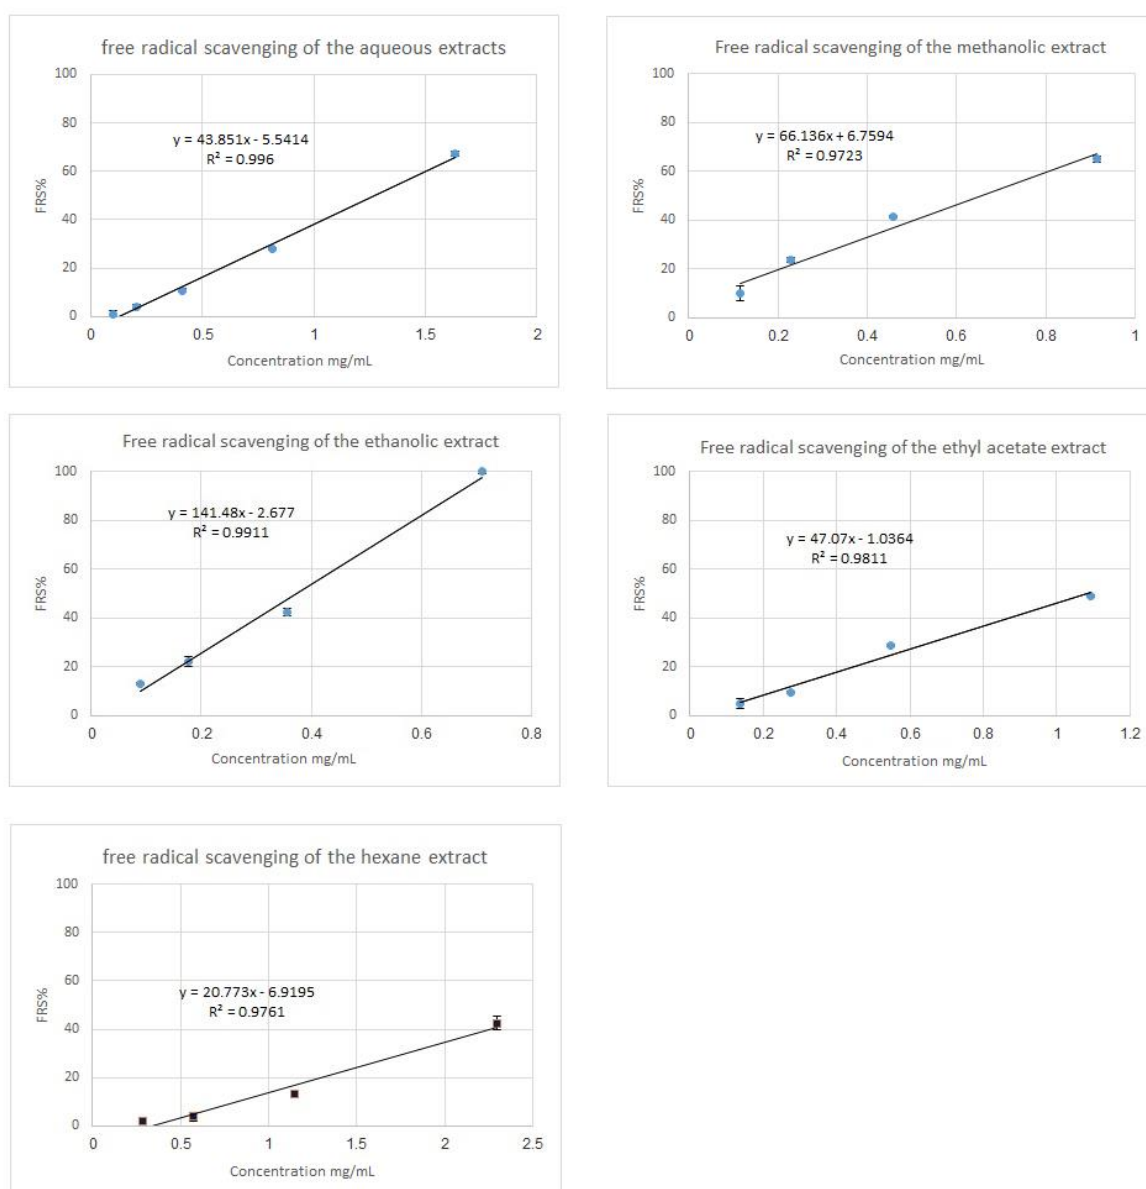 free radical scavenging of the aqueous extracts
100
80
60
40
20
0
FRS%
y = 43.851x - 5.5414
R² = 0.996
0 0.5 1 1.5 2
Concentration mg/mL
Free radical scavenging of the methanolic extract
100
80
60
40
20
0
FRS%
y = 66.136x + 6.7594
R² = 0.9723
0 0.2 0.4 0.6 0.8 1
Concentration mg/mL
Free radical scavenging of the ethanolic extract
100
80
60
40
20
0
FRS%
y = 141.48x - 2.677
R² = 0.9911
0 0.2 0.4 0.6 0.8
Concentration mg/mL
Free radical scavenging of the ethyl acetate extract
100
80
60
40
20
0
FRS%
y = 47.07x - 1.0364
R² = 0.9811
0 0.2 0.4 0.6 0.8 1 1.2
Concentration mg/mL
free radical scavenging of the hexane extract
100
80
60
40
20
0
FRS%
y = 20.773x - 6.9195
R² = 0.9761
0 0.5 1 1.5 2 2.5
Concentration mg/mL